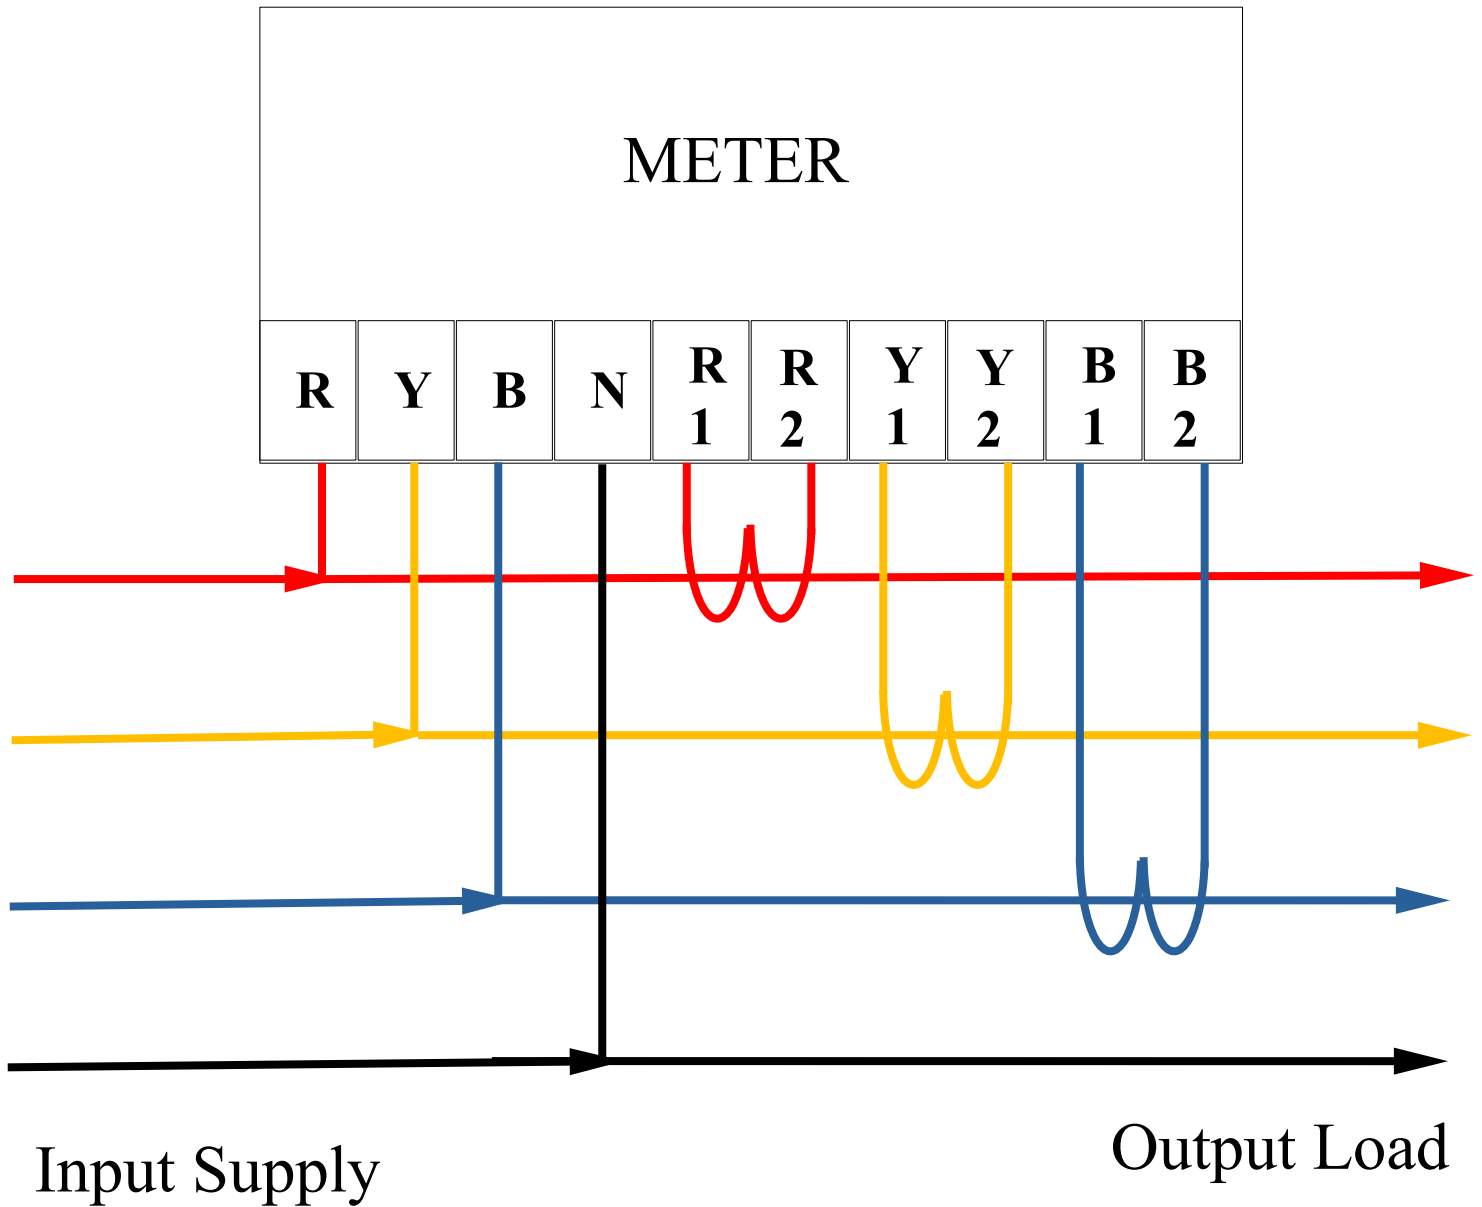 METER
R Y B N R R Y Y B B
1 2 1 2 1 2
Input Supply
Output Load